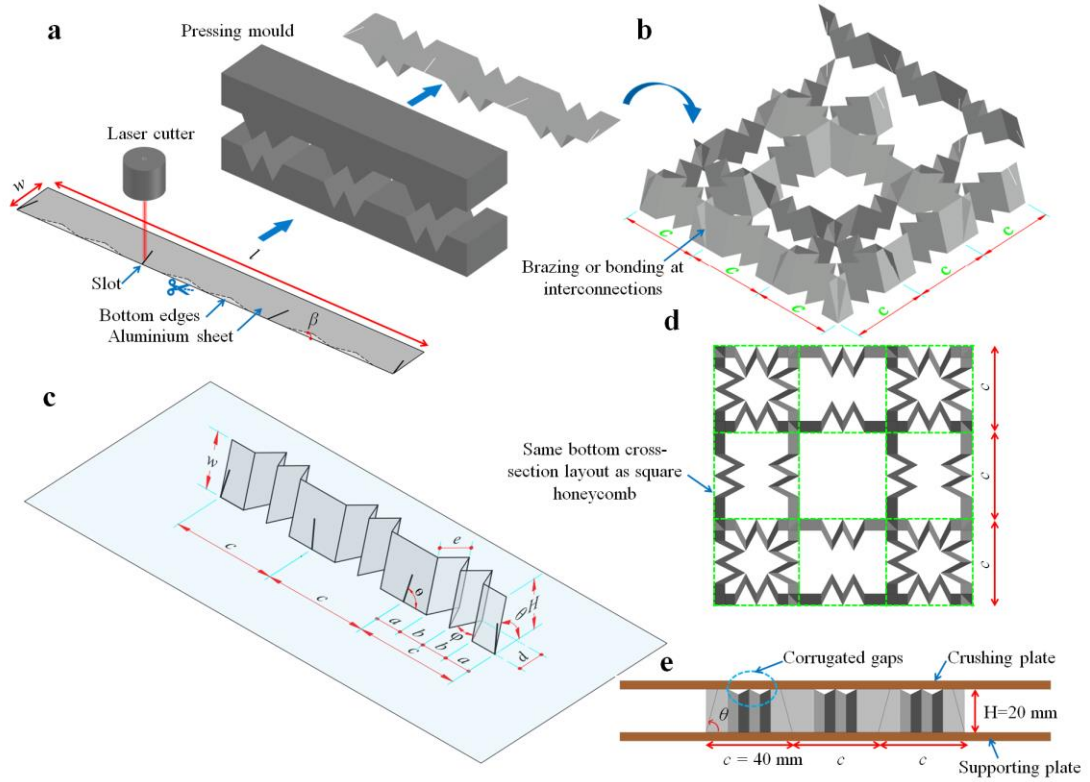 a
Pressing mould
Laser cutter
w
l
Slot
Bottom edges
Aluminium sheet
β
b
Brazing or bonding at
interconnections
c
c
c
c
c
c
c
w
c
c
e
θ
a
b
b
a
c
φ
θ
H
d
d
Same bottom cross-
section layout as square
honeycomb
c
c
c
e
Corrugated gaps
Crushing plate
θ
H=20 mm
c = 40 mm
c
c
Supporting plate